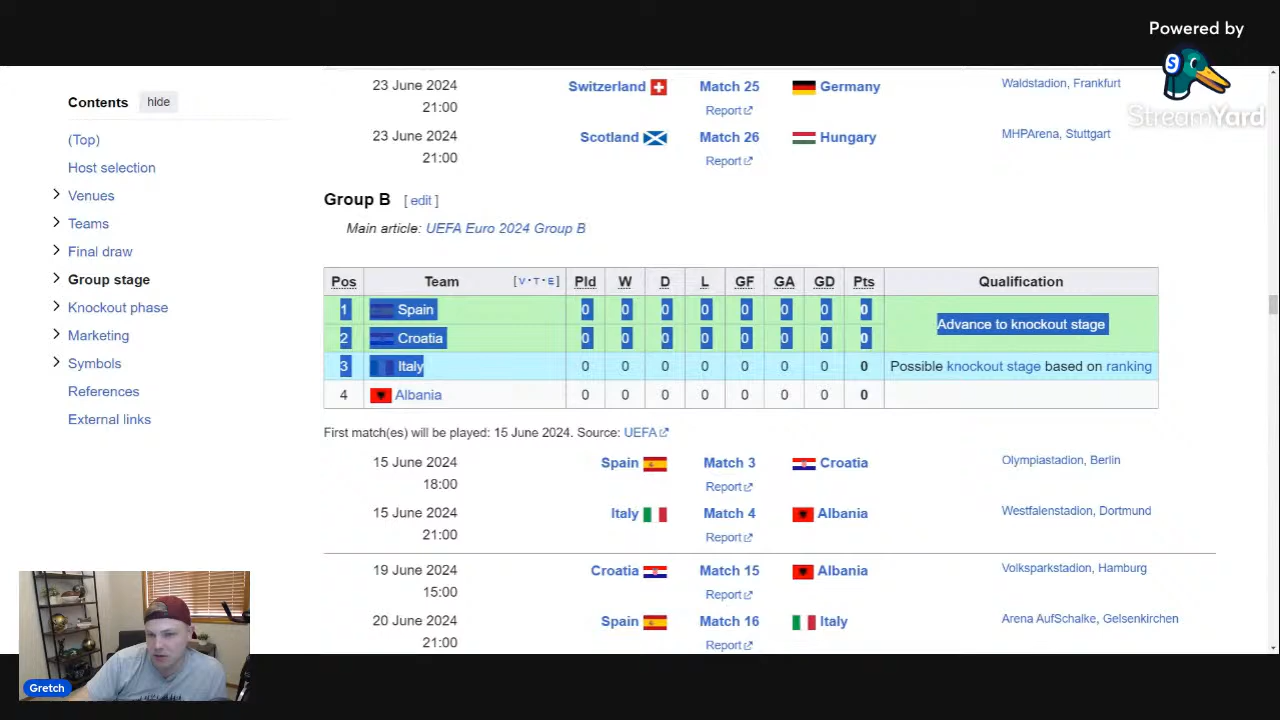 Powered by
StreamYard
Contents hide
(Top)
Host selection
Venues
Teams
Final draw
Group stage
Knockout phase
Marketing
Symbols
References
External links
23 June 2024 Switzerland Match 25 Germany Waldstadion, Frankfurt
21:00 Report
23 June 2024 Scotland Match 26 Hungary MHPArena, Stuttgart
21:00 Report
Group B [ edit ]
Main article: UEFA Euro 2024 Group B
Pos Team [V·T·E] Pld W D L GF GA GD Pts Qualification
1 Spain 0 0 0 0 0 0 0 0 Advance to knockout stage
2 Croatia 0 0 0 0 0 0 0 0
3 Italy 0 0 0 0 0 0 0 0 Possible knockout stage based on ranking
4 Albania 0 0 0 0 0 0 0 0
First match(es) will be played: 15 June 2024. Source: UEFA
15 June 2024 Spain Match 3 Croatia Olympiastadion, Berlin
18:00 Report
15 June 2024 Italy Match 4 Albania Westfalenstadion, Dortmund
21:00 Report
19 June 2024 Croatia Match 15 Albania Volksparkstadion, Hamburg
15:00 Report
20 June 2024 Spain Match 16 Italy Arena AufSchalke, Gelsenkirchen
21:00 Report
Gretch